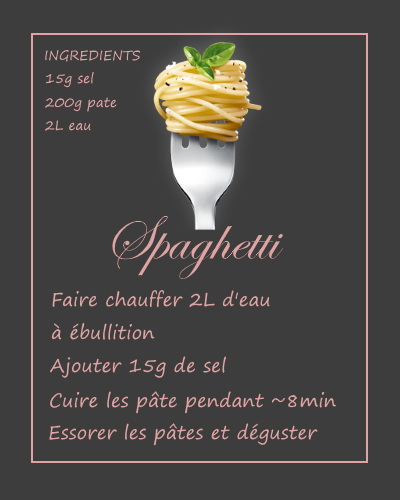 INGREDIENTS
15g sel
200g pate
2L eau
Spaghetti
Faire chauffer 2L d'eau
à ébullition
Ajouter 15g de sel
Cuire les pâte pendant ~8min
Essorer les pâtes et déguster